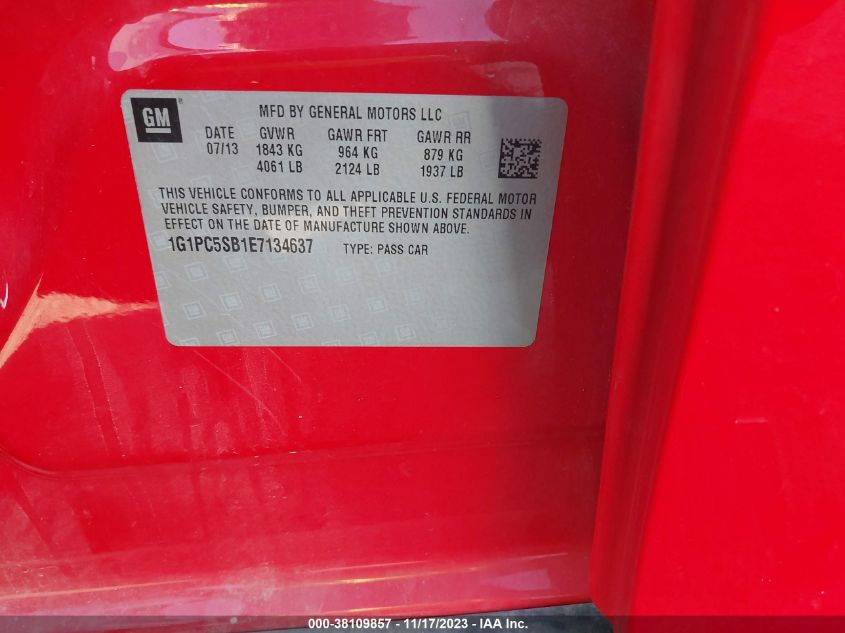 GM
MFD BY GENERAL MOTORS LLC
DATE GVWR GAWR FRT GAWR RR
07/13 1843 KG 964 KG 879 KG
4061 LB 2124 LB 1937 LB
THIS VEHICLE CONFORMS TO ALL APPLICABLE U.S. FEDERAL MOTOR
VEHICLE SAFETY, BUMPER, AND THEFT PREVENTION STANDARDS IN
EFFECT ON THE DATE OF MANUFACTURE SHOWN ABOVE.
1G1PC5SB1E7134637 TYPE: PASS CAR
000-38109857 - 11/17/2023 - IAA Inc.